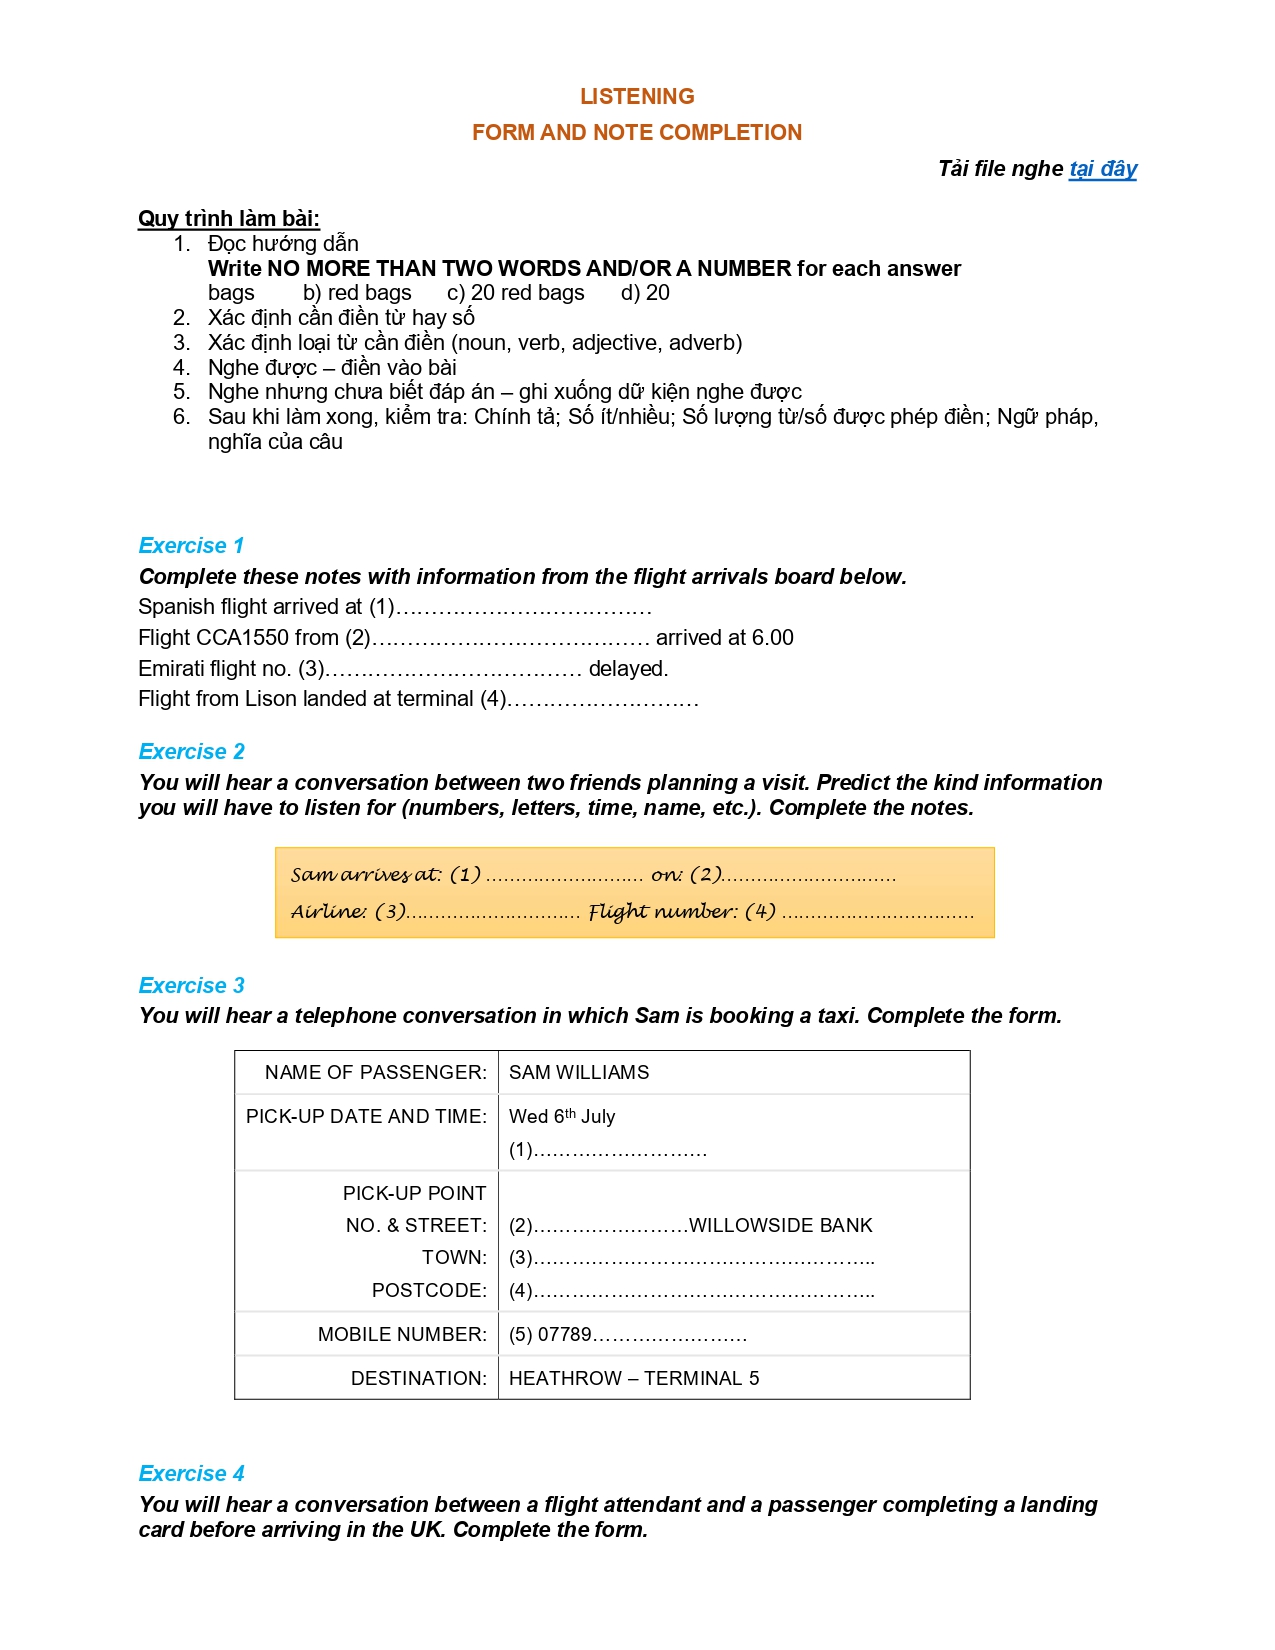 LISTENING
FORM AND NOTE COMPLETION
Tải file nghe tại đây
Quy trình làm bài:
1. Đọc hướng dẫn
Write NO MORE THAN TWO WORDS AND/OR A NUMBER for each answer
bags b) red bags c) 20 red bags d) 20
2. Xác định cần điền từ hay số
3. Xác định loại từ cần điền (noun, verb, adjective, adverb)
4. Nghe được – điền vào bài
5. Nghe nhưng chưa biết đáp án – ghi xuống dữ kiện nghe được
6. Sau khi làm xong, kiểm tra: Chính tả; Số ít/nhiều; Số lượng từ/số được phép điền; Ngữ pháp,
nghĩa của câu
Exercise 1
Complete these notes with information from the flight arrivals board below.
Spanish flight arrived at (1)………………………………
Flight CCA1550 from (2)………………………………… arrived at 6.00
Emirati flight no. (3)……………………………… delayed.
Flight from Lison landed at terminal (4)………………………
Exercise 2
You will hear a conversation between two friends planning a visit. Predict the kind information
you will have to listen for (numbers, letters, time, name, etc.). Complete the notes.
Sam arrives at: (1) ……………………… on: (2)…………………………
Airline: (3)………………………… Flight number: (4) ……………………………
Exercise 3
You will hear a telephone conversation in which Sam is booking a taxi. Complete the form.
NAME OF PASSENGER: SAM WILLIAMS
PICK-UP DATE AND TIME: Wed 6th July
(1)………………………
PICK-UP POINT
NO. & STREET: (2)……………………WILLOWSIDE BANK
TOWN: (3)……………………………………………..
POSTCODE: (4)……………………………………………..
MOBILE NUMBER: (5) 07789……………………
DESTINATION: HEATHROW – TERMINAL 5
Exercise 4
You will hear a conversation between a flight attendant and a passenger completing a landing
card before arriving in the UK. Complete the form.